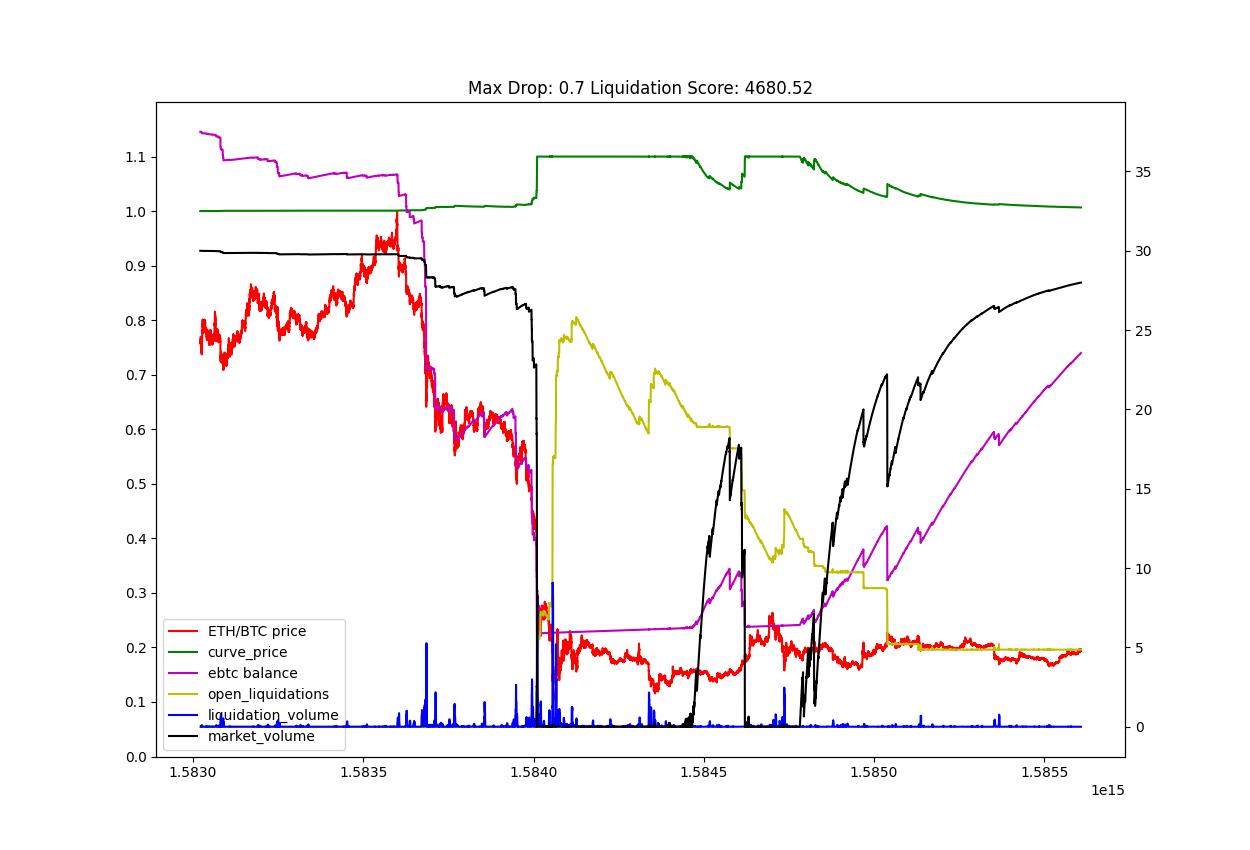 Max Drop: 0.7 Liquidation Score: 4680.52
1.1
1.0
0.9
0.8
0.7
0.6
0.5
0.4
0.3
0.2
0.1
0.0
35
30
25
20
15
10
5
0
ETH/BTC price
curve_price
ebtc balance
open_liquidations
liquidation_volume
market_volume
1.5830 1.5835 1.5840 1.5845 1.5850 1.5855
1e15